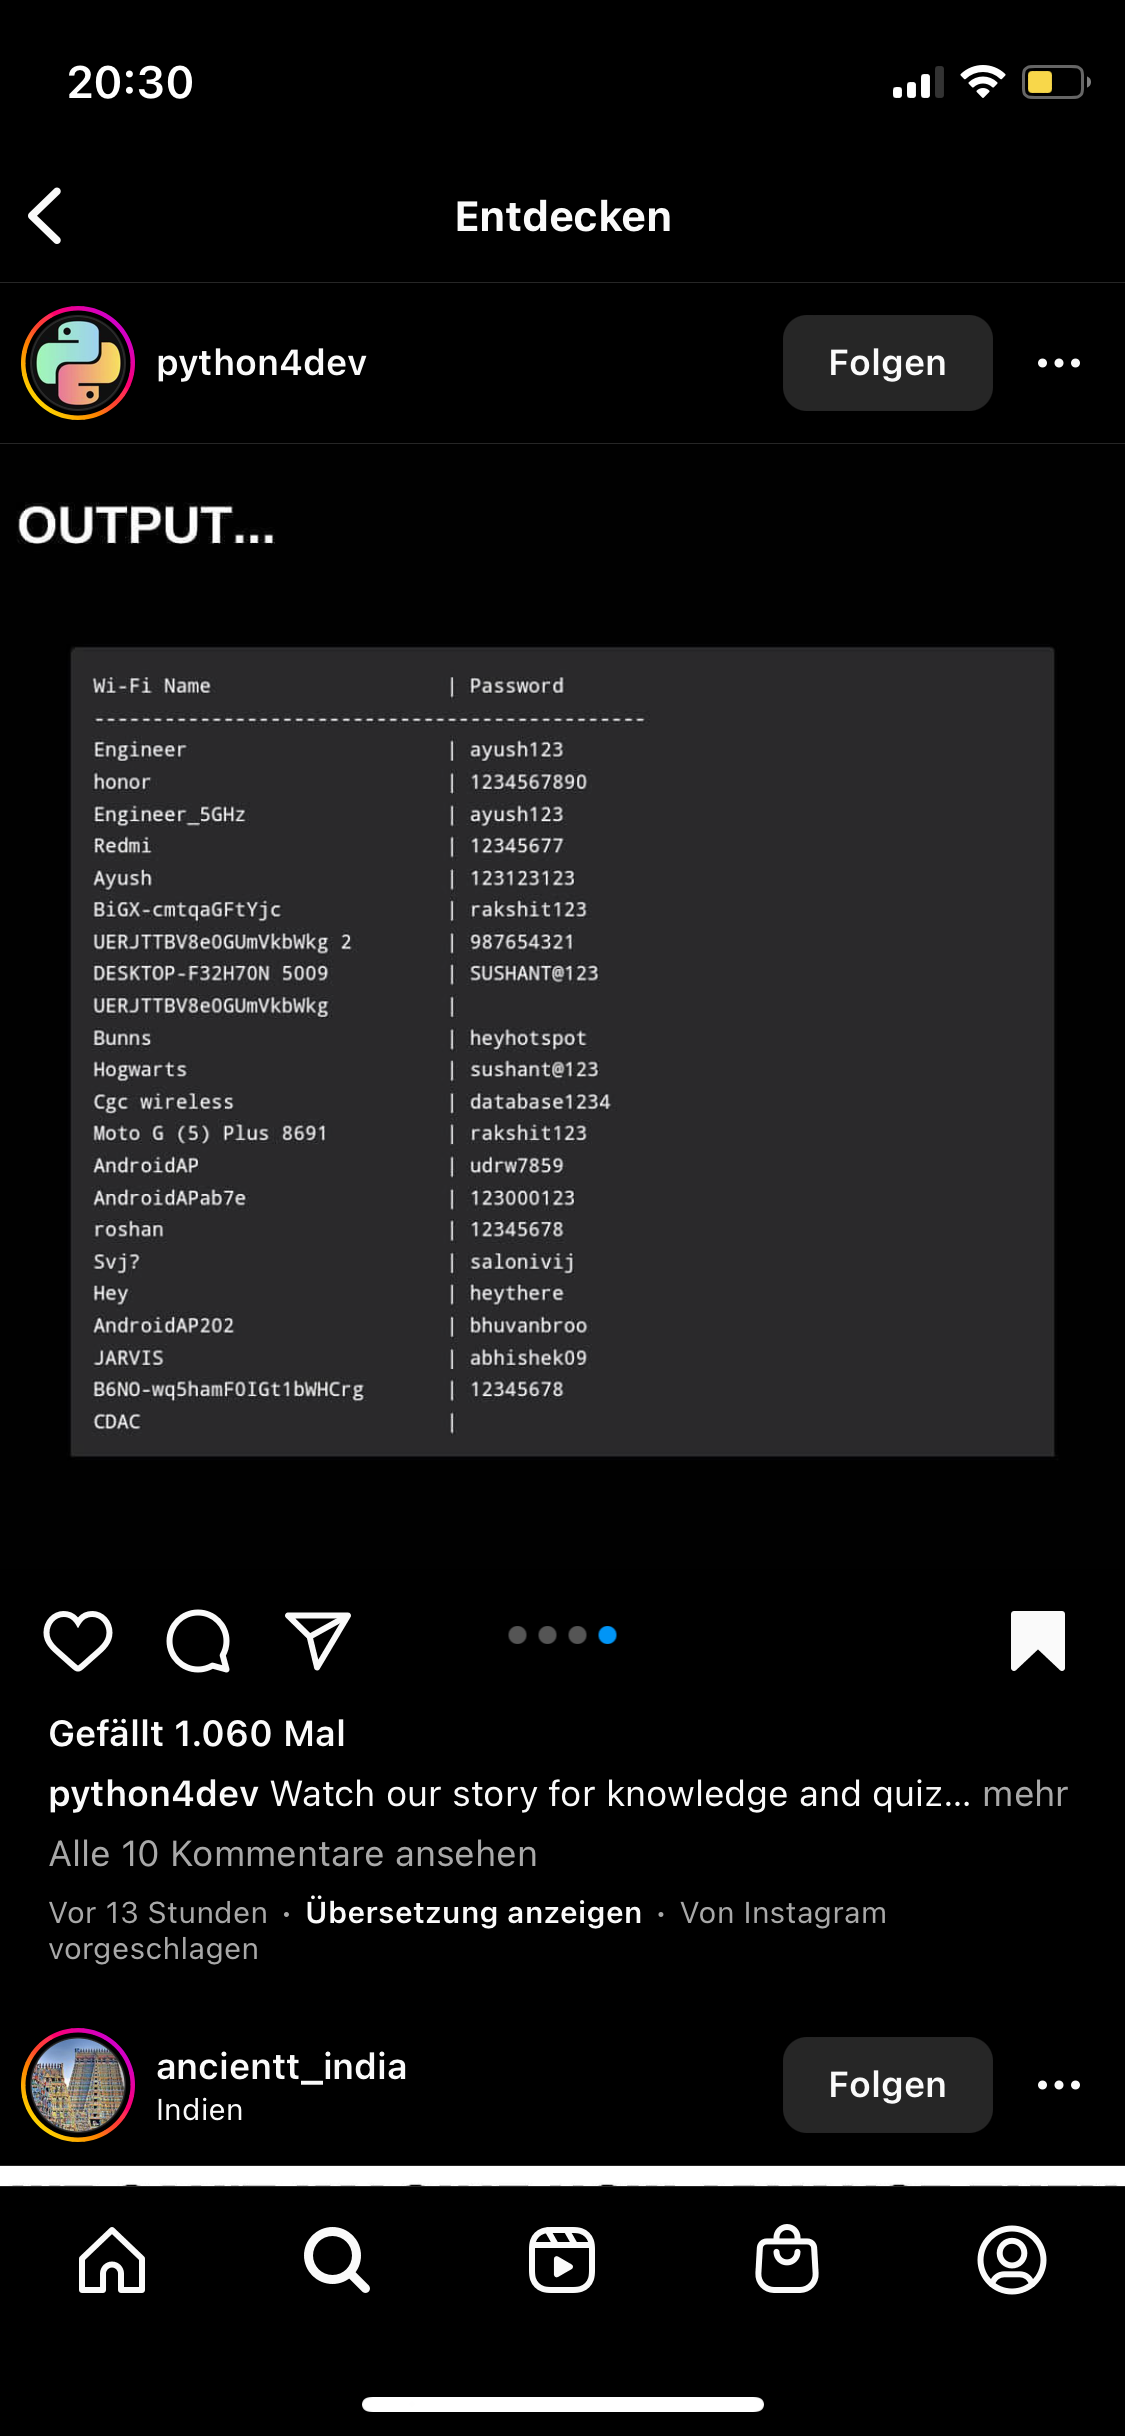 20:30
Entdecken
python4dev
Folgen
OUTPUT...
Wi-Fi Name | Password
-----------------------------------------------
Engineer | ayush123
honor | 1234567890
Engineer_5GHz | ayush123
Redmi | 12345677
Ayush | 123123123
BiGX-cmtqaGFtYjc | rakshit123
UERJTTBV8e0GUmVkbWkg 2 | 987654321
DESKTOP-F32H70N 5009 | SUSHANT@123
UERJTTBV8e0GUmVkbWkg |
Bunns | heyhotspot
Hogwarts | sushant@123
Cgc wireless | database1234
Moto G (5) Plus 8691 | rakshit123
AndroidAP | udrw7859
AndroidAPab7e | 123000123
roshan | 12345678
Svj? | salonivij
Hey | heythere
AndroidAP202 | bhuvanbroo
JARVIS | abhishek09
B6NO-wq5hamF0IGt1bWHCrg | 12345678
CDAC |
Gefällt 1.060 Mal
python4dev Watch our story for knowledge and quiz... mehr
Alle 10 Kommentare ansehen
Vor 13 Stunden · Übersetzung anzeigen · Von Instagram
vorgeschlagen
ancientt_india
Indien
Folgen